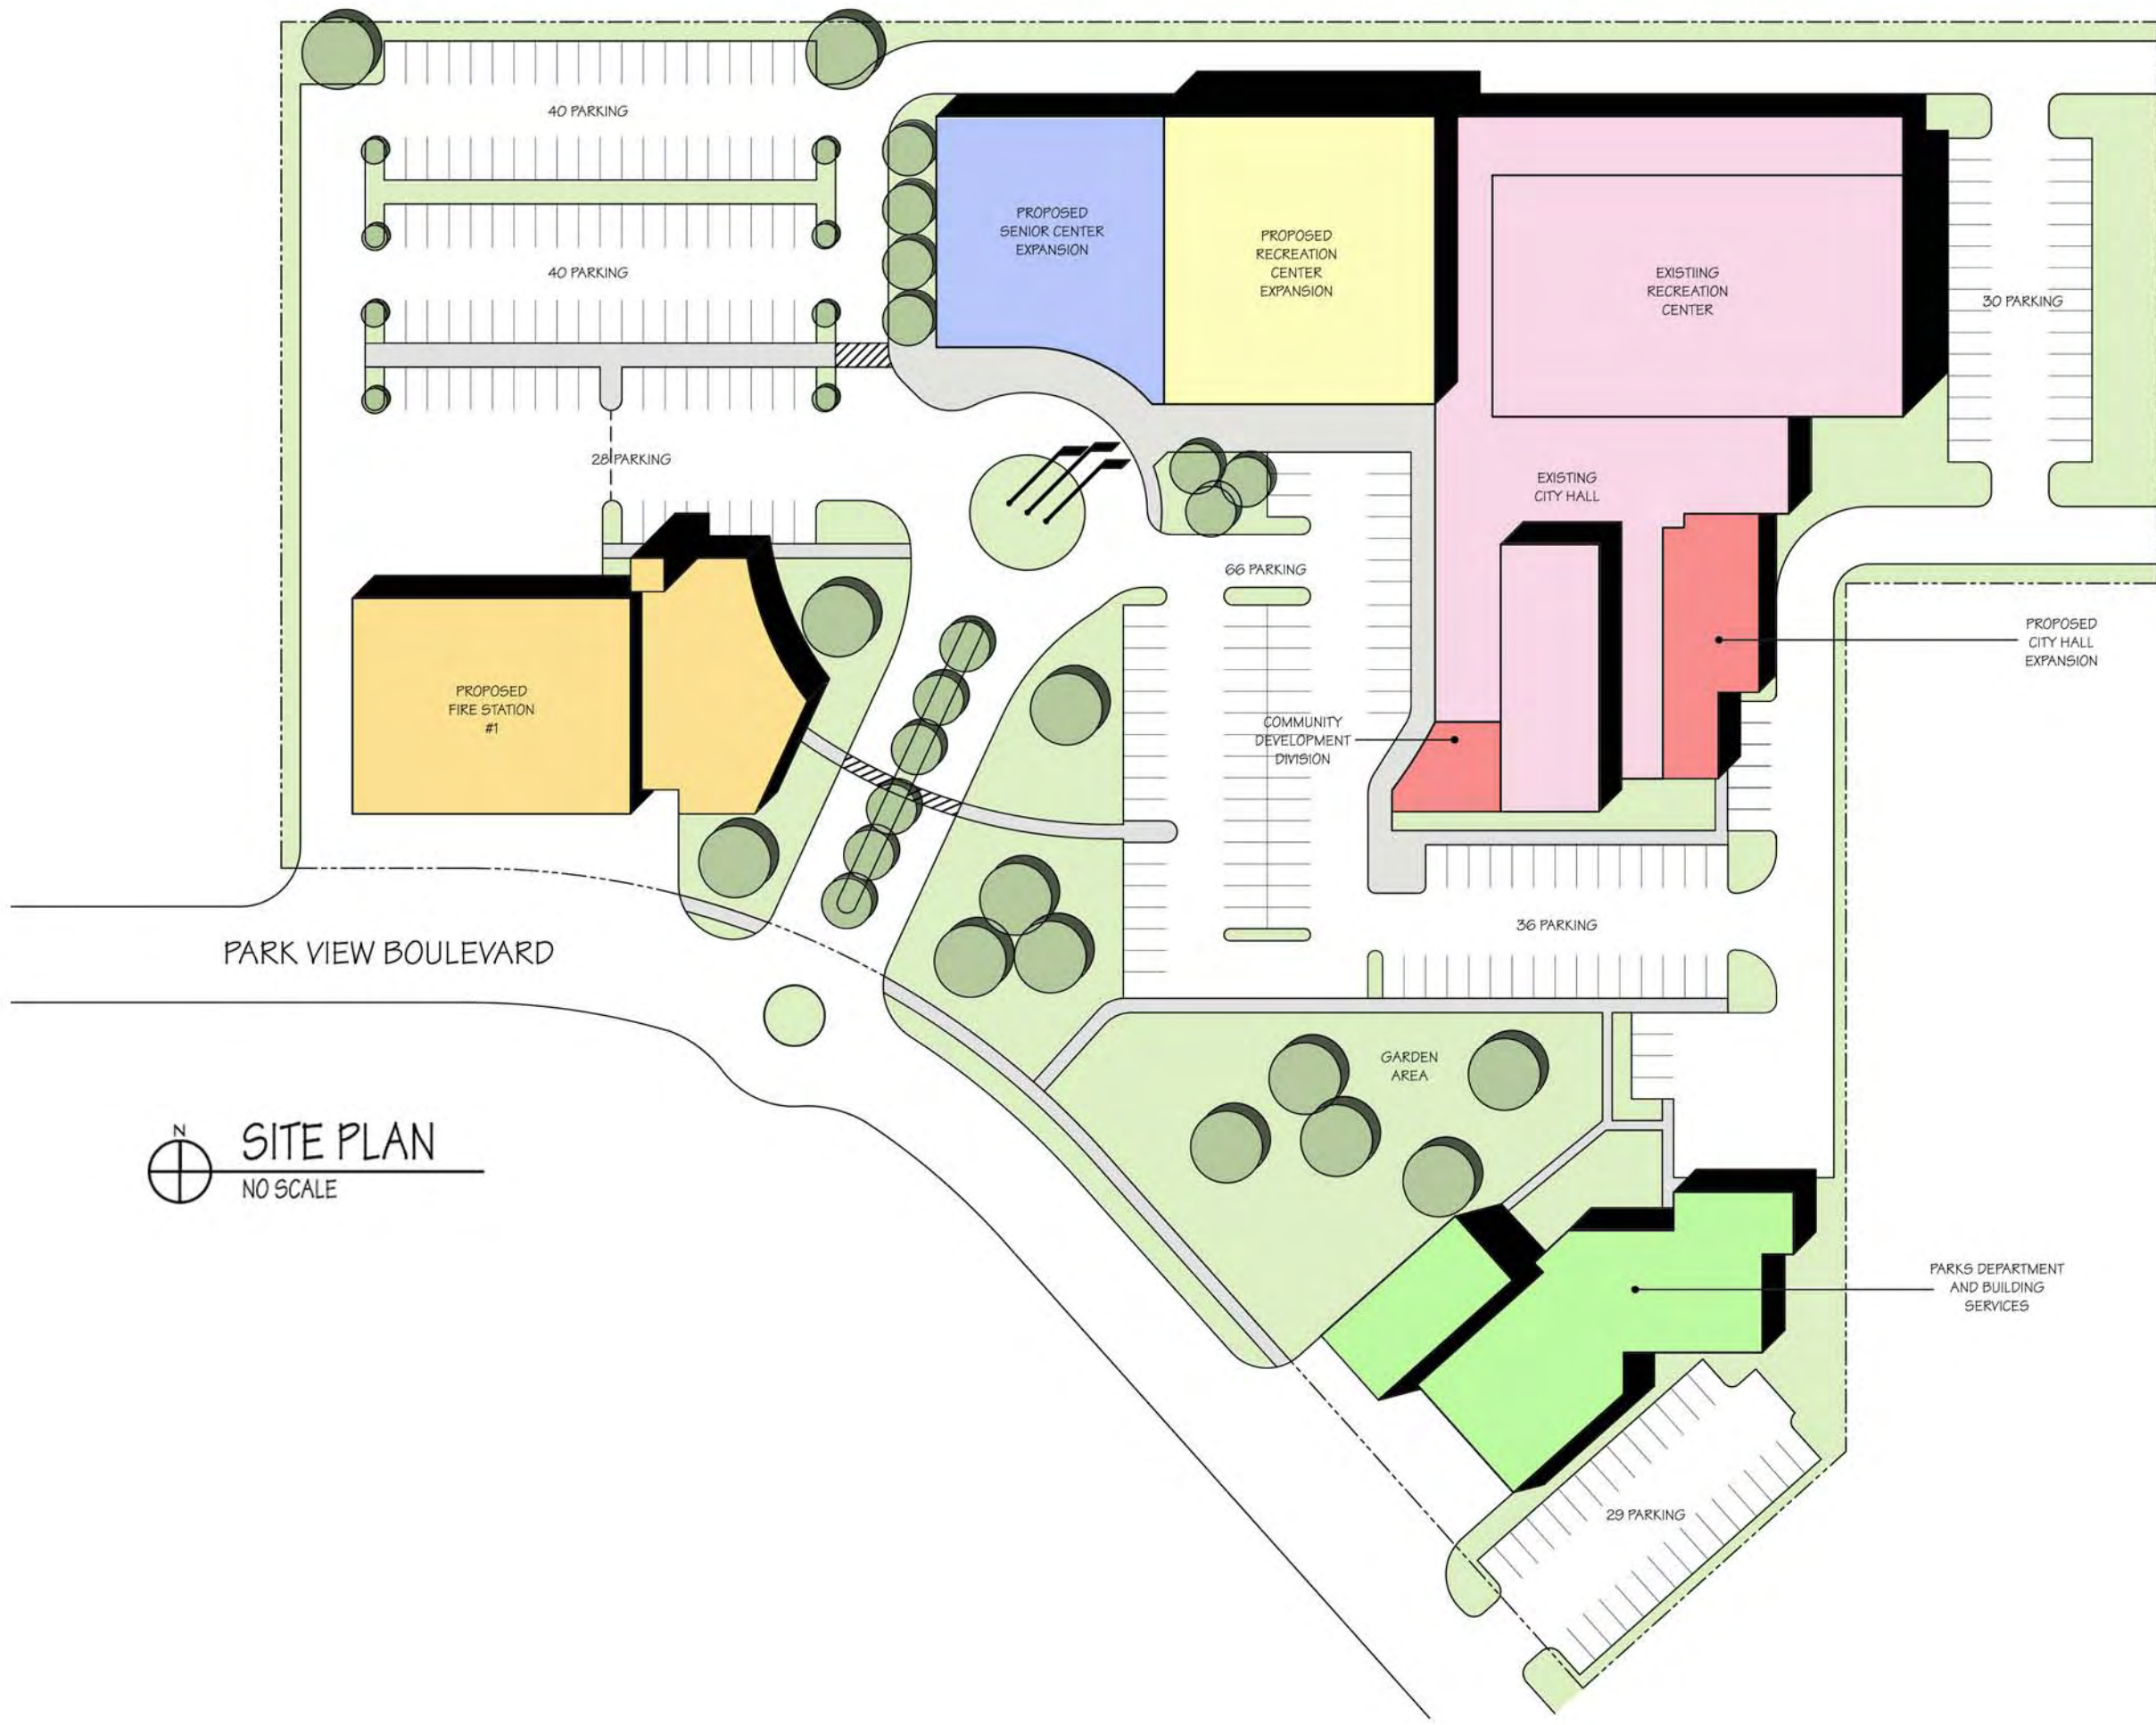 40 PARKING
PROPOSED
SENIOR CENTER
EXPANSION
PROPOSED
RECREATION
CENTER
EXPANSION
EXISTIING
RECREATION
CENTER
40 PARKING
30 PARKING
28 PARKING
EXISTING
CITY HALL
66 PARKING
PROPOSED
CITY HALL
EXPANSION
PROPOSED
FIRE STATION
#1
COMMUNITY
DEVELOPMENT
DIVISION
36 PARKING
PARK VIEW BOULEVARD
GARDEN
AREA
N
SITE PLAN
NO SCALE
PARKS DEPARTMENT
AND BUILDING
SERVICES
29 PARKING